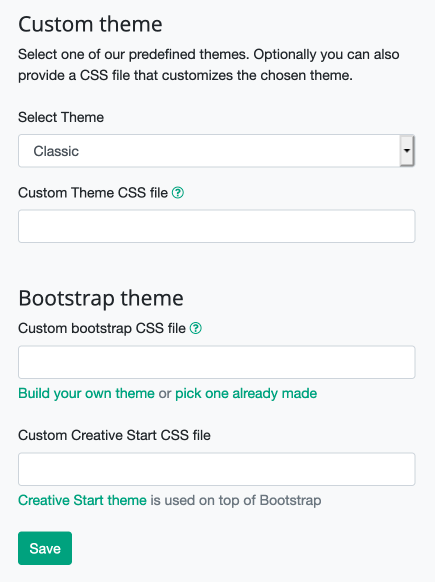 Custom theme
Select one of our predefined themes. Optionally you can also
provide a CSS file that customizes the chosen theme.
Select Theme
Classic
Custom Theme CSS file
Bootstrap theme
Custom bootstrap CSS file
Build your own theme or pick one already made
Custom Creative Start CSS file
Creative Start theme is used on top of Bootstrap
Save